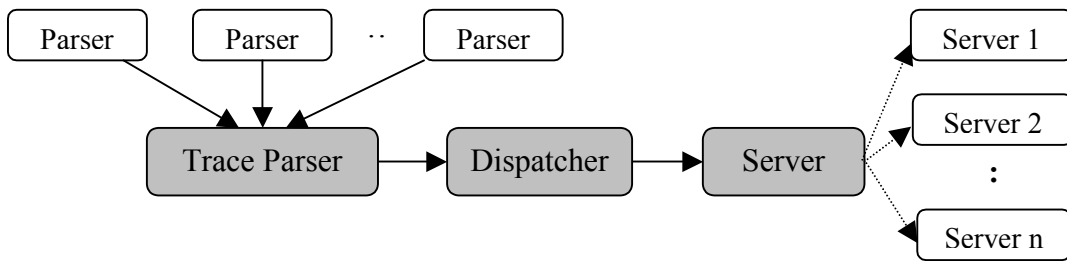 Parser
Parser
..
Parser
Server 1
Trace Parser
Dispatcher
Server
Server 2
:
Server n